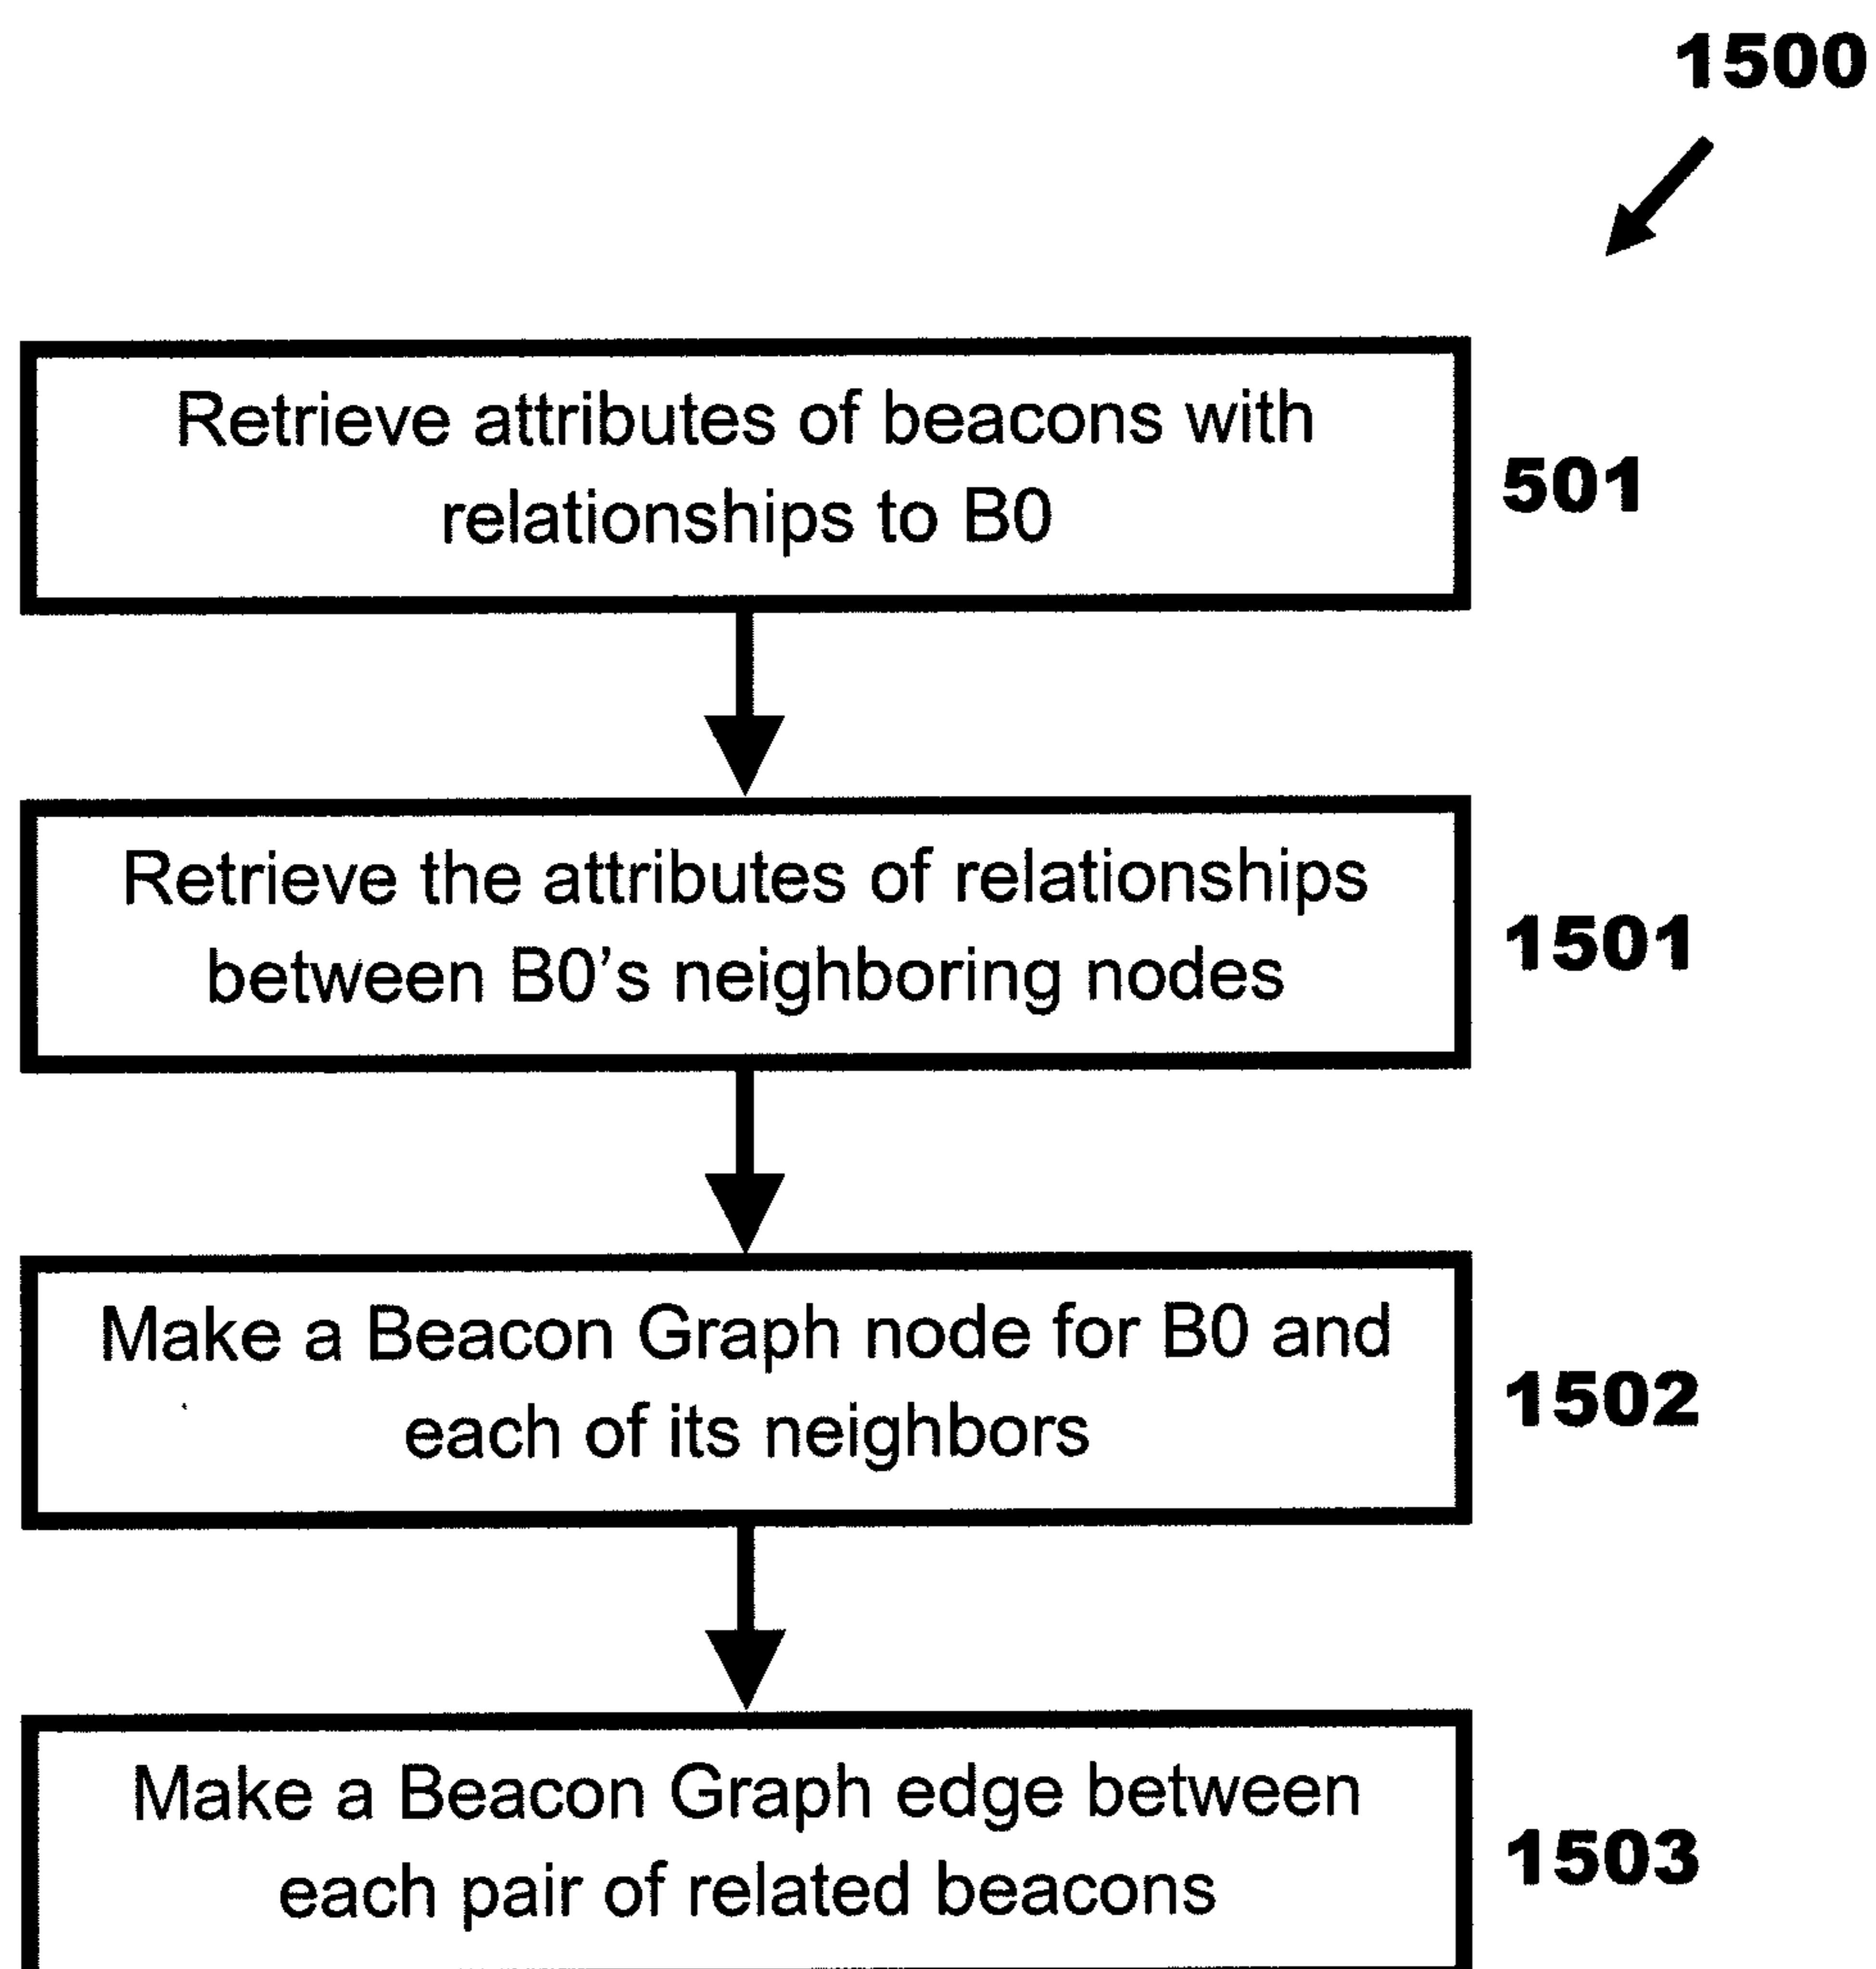 1500
Retrieve attributes of beacons with
relationships to B0
501
Retrieve the attributes of relationships
between B0's neighboring nodes
1501
Make a Beacon Graph node for B0 and
each of its neighbors
1502
Make a Beacon Graph edge between
each pair of related beacons
1503